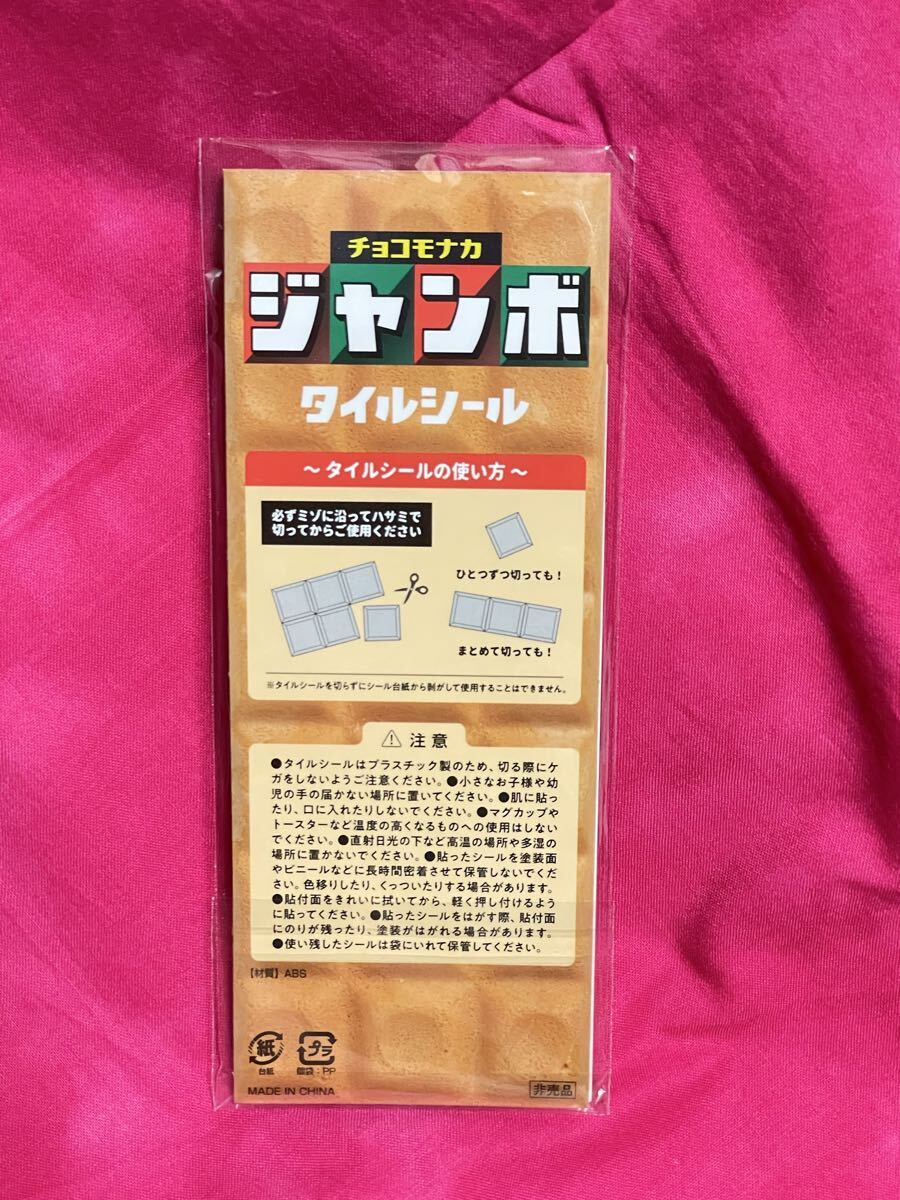 チョコモナカ
ジャンボ
タイルシール
～タイルシールの使い方～
必ずミゾに沿ってハサミで
切ってからご使用ください
ひとつずつ切っても！
まとめて切っても！
※タイルシールを切らずにシール台紙から剥がして使用することはできません。
注意
●タイルシールはプラスチック製のため、切る際にケ
ガをしないようご注意ください。●小さなお子様や幼
児の手の届かない場所に置いてください。●肌に貼っ
たり、口に入れたりしないでください。●マグカップや
トースターなど温度の高くなるものへの使用はしない
でください。●直射日光の下など高温の場所や多湿の
場所に置かないでください。●貼ったシールを塗装面
やビニールなどに長時間密着させて保管しないでくだ
さい。色移りしたり、くっついたりする場合があります。
●貼付面をきれいに拭いてから、軽く押し付けるよう
に貼ってください。●貼ったシールをはがす際、貼付面
にのりが残ったり、塗装がはがれる場合があります。
●使い残したシールは袋にいれて保管してください。
【材質】ABS
紙
台紙
プラ
個袋：PP
MADE IN CHINA
非売品